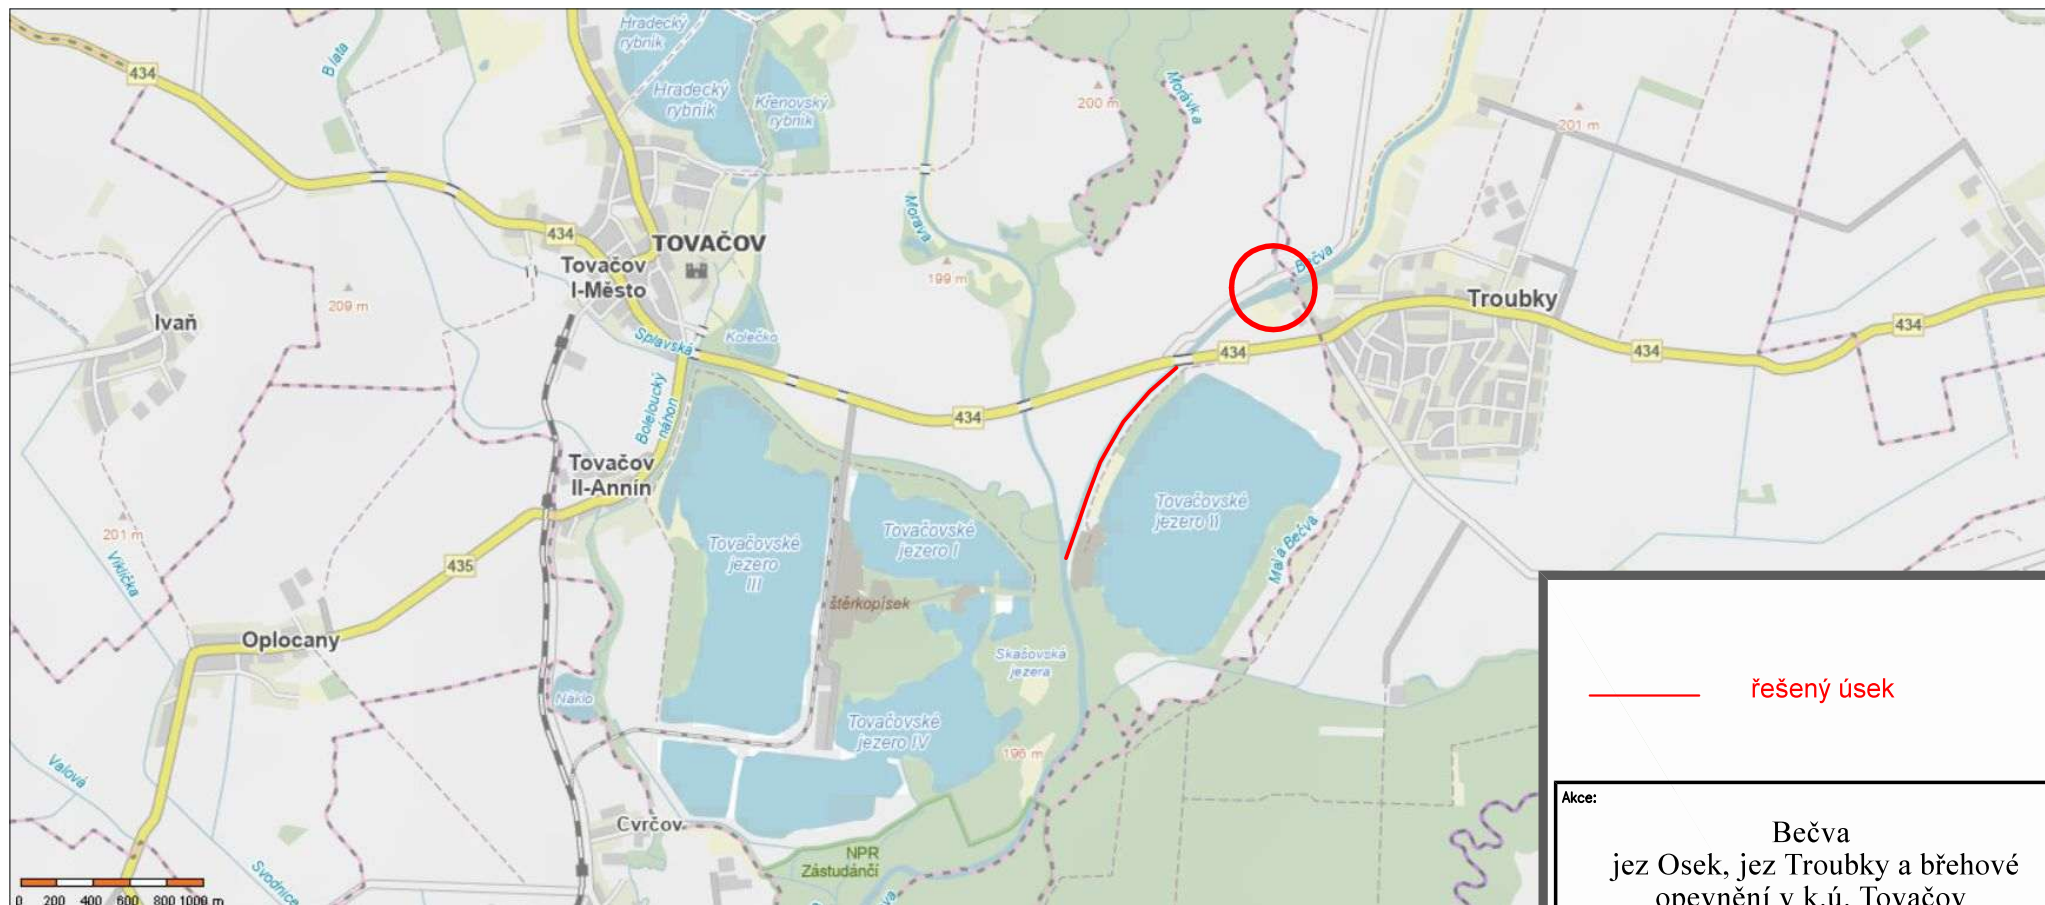 Hradecký
rybník
Blata
434
Hradecký
rybník
Křenovský
rybník
200 m
Morávka
201 m
Morava
434
TOVAČOV
Tovačov
I-Město
199 m
Bečva
209 m
Ivaň
Troubky
Kolečko
Splavská
434
434
434
Boleloucký
náhon
434
Tovačov
II-Annín
Tovačovské
jezero II
Tovačovské
jezero I
Tovačovské
jezero
III
201 m
Viklička
435
Malá Bečva
štěrkopísek
Oplocany
Skašovská
jezera
Náklo
řešený úsek
Tovačovské
jezero IV
196 m
Valová
Akce:
Cvrčov
Bečva
NPR
Zástudánčí
jez Osek, jez Troubky a břehové
opevnění v k.ú. Tovačov
Svodnice
0 200 400 600 800 1000 m